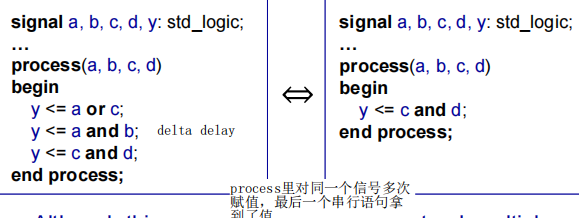 signal a, b, c, d, y: std_logic;
...
process(a, b, c, d)
begin
y <= a or c;
y <= a and b; delta delay
y <= c and d;
end process;
⇔
signal a, b, c, d, y: std_logic;
...
process(a, b, c, d)
begin
y <= c and d;
end process;
process里对同一个信号多次
赋值，最后一个串行语句拿
到了值